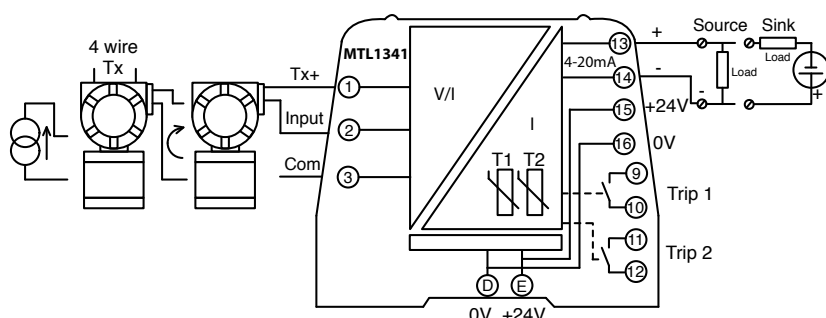 4 wire
Tx
MTL1341
Tx+
1
Input
2
Com
3
V/I
I
T1 T2
4-20mA
13
+
14
-
15
+24V
16
0V
Source
Sink
Load
Load
-
+
9
10
Trip 1
11
12
Trip 2
D
E
0V +24V